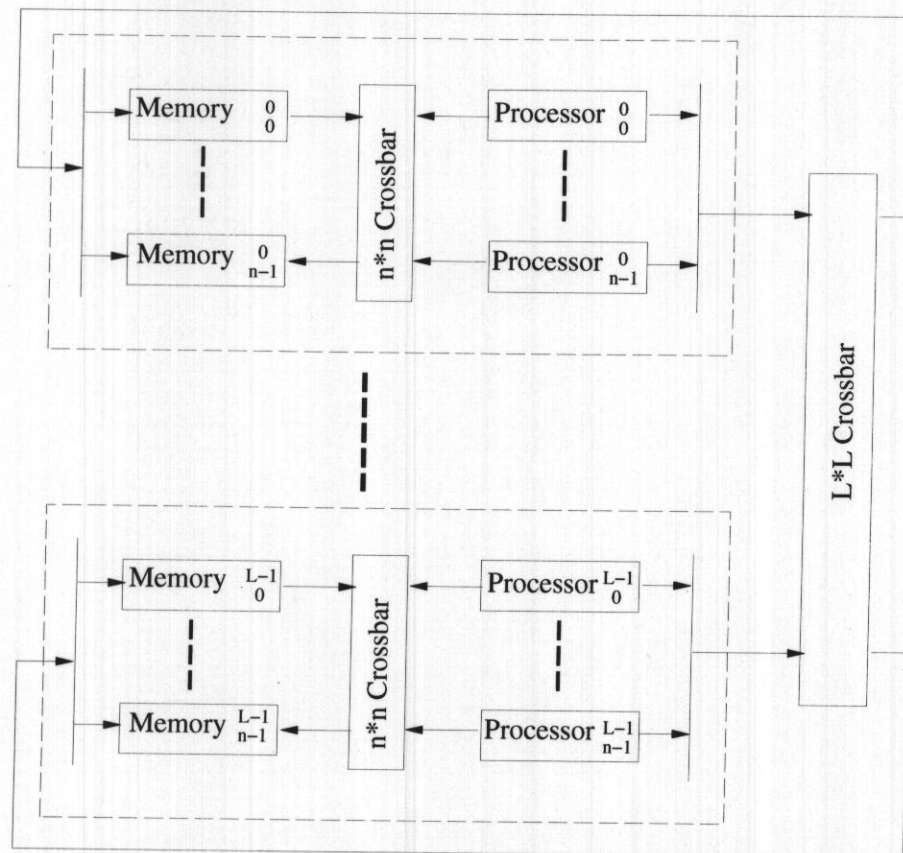 Memory 0 0
n*n Crossbar
Processor 0 0
Memory 0 n−1
Processor 0 n−1
L*L Crossbar
Memory L−1 0
n*n Crossbar
Processor L−1 0
Memory L−1 n−1
Processor L−1 n−1